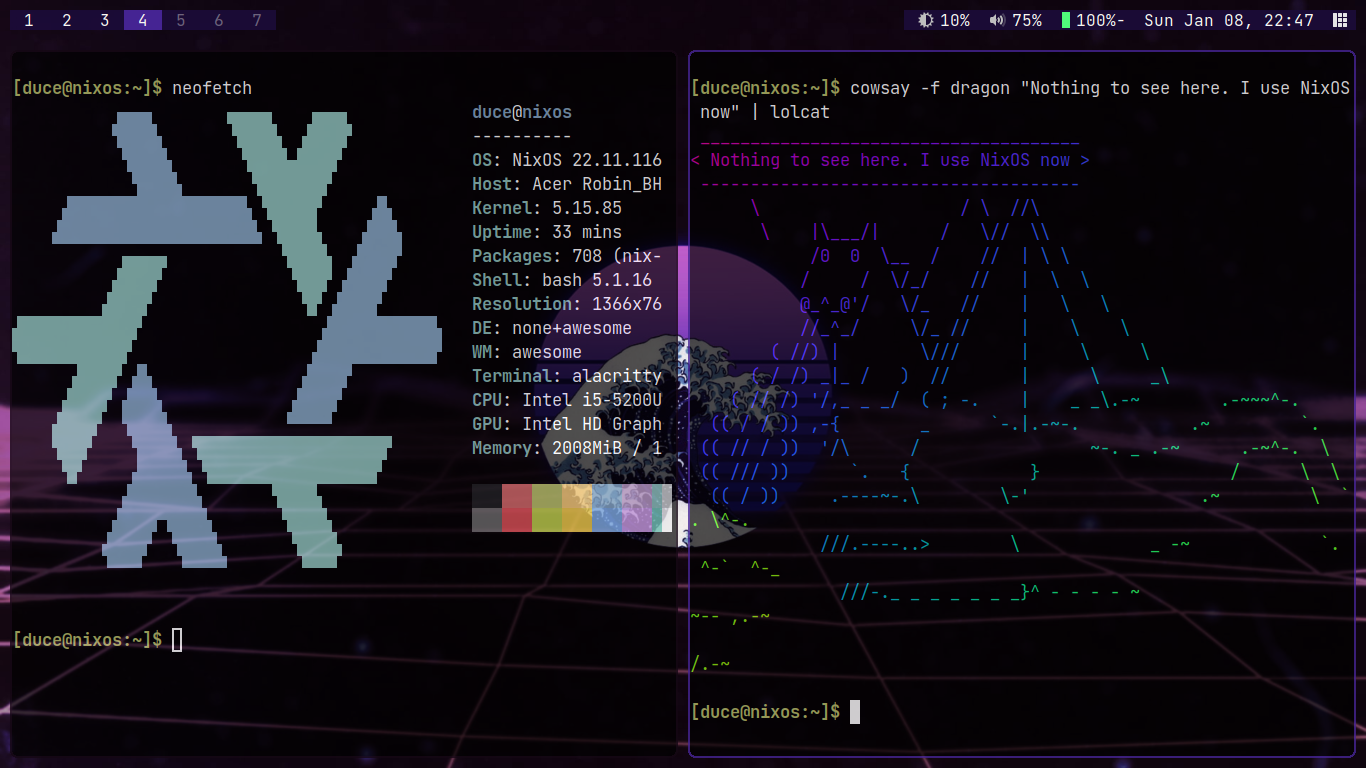 1 2 3 4 5 6 7 10% 75% 100%- Sun Jan 08, 22:47
[duce@nixos:~]$ neofetch
duce@nixos
----------
OS: NixOS 22.11.116
Host: Acer Robin_BH
Kernel: 5.15.85
Uptime: 33 mins
Packages: 708 (nix-
Shell: bash 5.1.16
Resolution: 1366x76
DE: none+awesome
WM: awesome
Terminal: alacritty
CPU: Intel i5-5200U
GPU: Intel HD Graph
Memory: 2008MiB / 1
[duce@nixos:~]$
[duce@nixos:~]$ cowsay -f dragon "Nothing to see here. I use NixOS
now" | lolcat
< Nothing to see here. I use NixOS now >
[duce@nixos:~]$